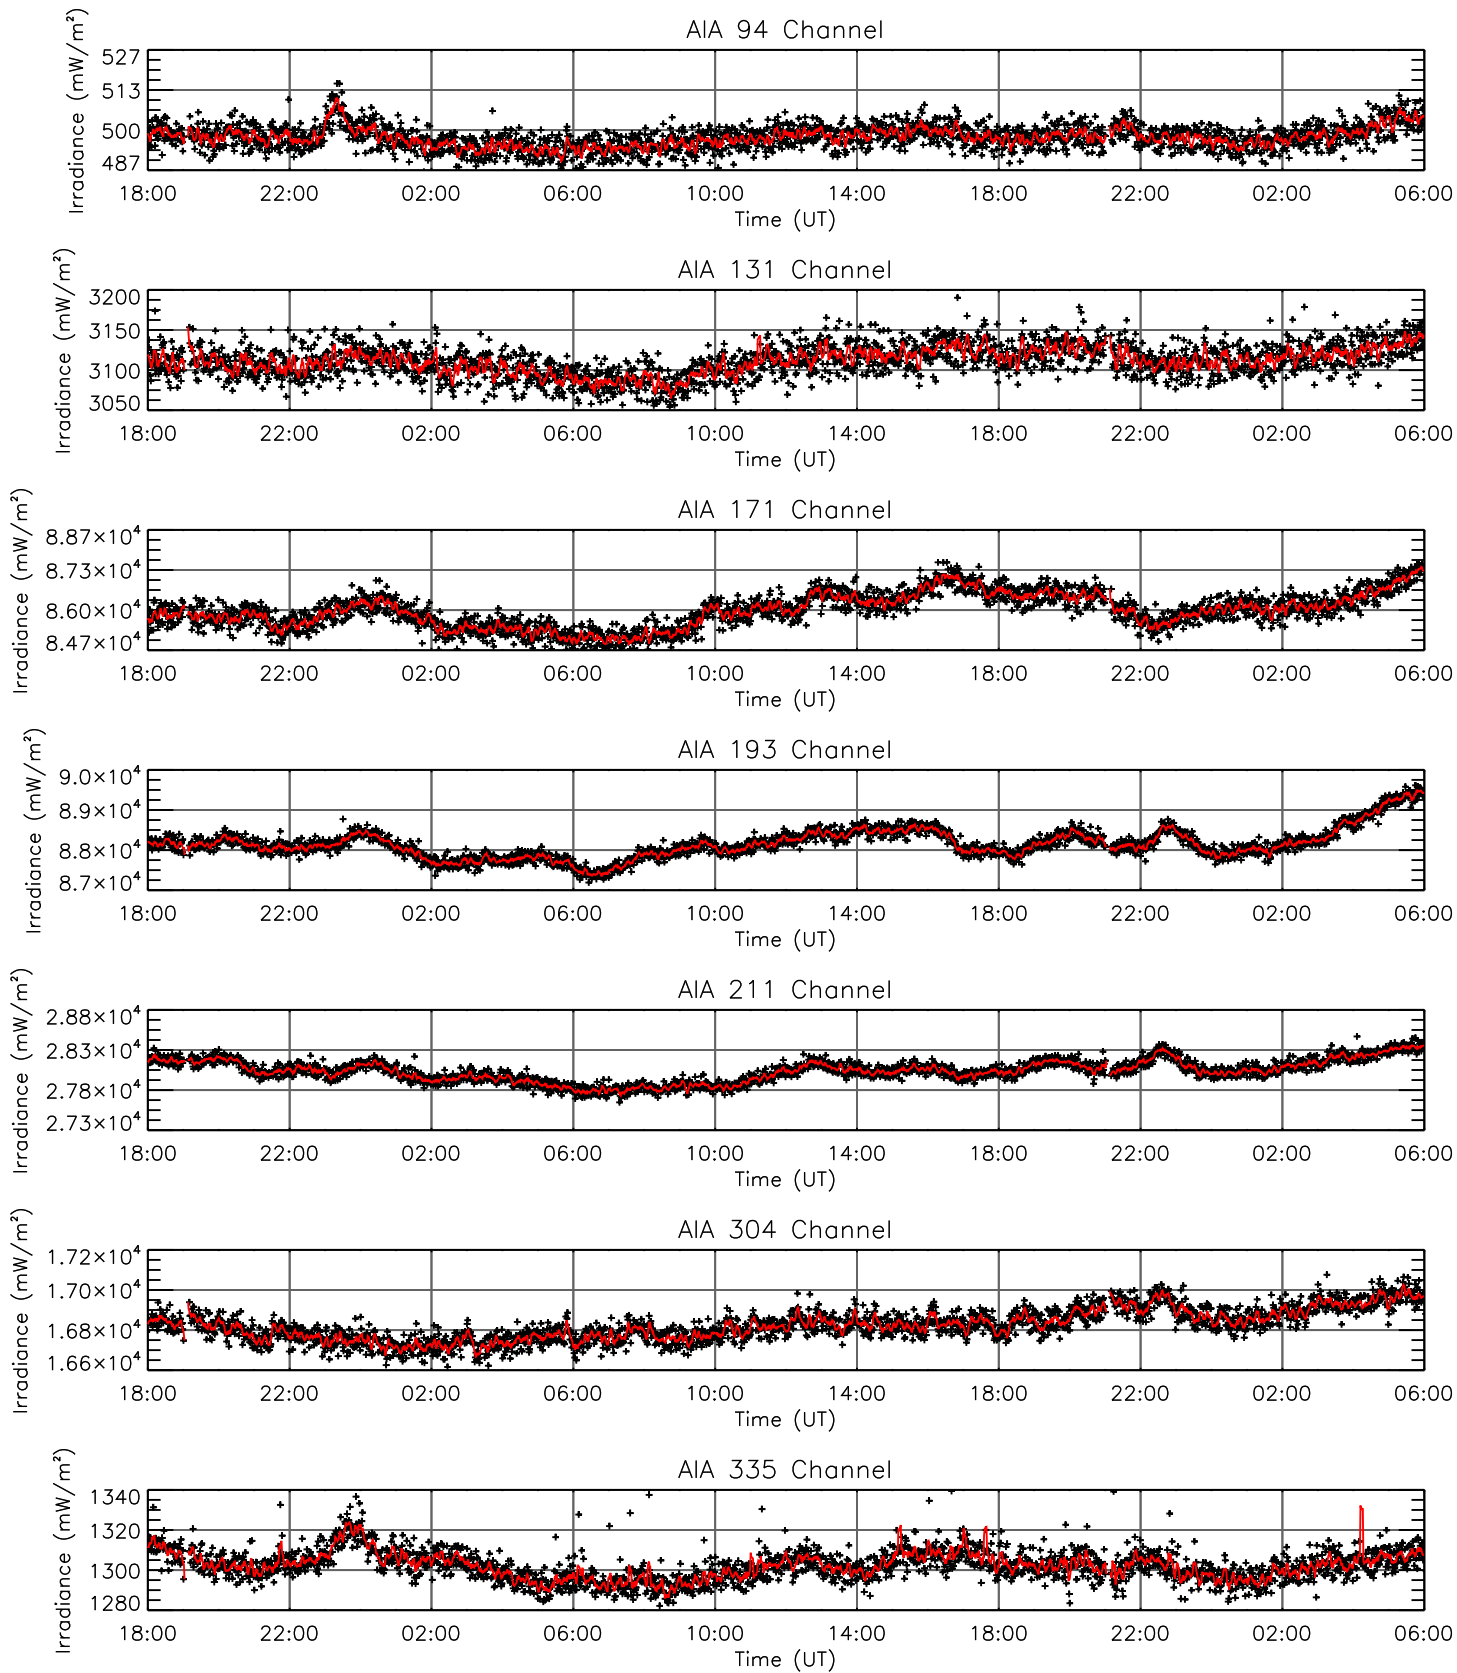 AIA 94 Channel
Irradiance (mW/m²)
527
513
500
487
18:00 22:00 02:00 06:00 10:00 14:00 18:00 22:00 02:00 06:00
Time (UT)
AIA 131 Channel
Irradiance (mW/m²)
3200
3150
3100
3050
18:00 22:00 02:00 06:00 10:00 14:00 18:00 22:00 02:00 06:00
Time (UT)
AIA 171 Channel
Irradiance (mW/m²)
8.87×10⁴
8.73×10⁴
8.60×10⁴
8.47×10⁴
18:00 22:00 02:00 06:00 10:00 14:00 18:00 22:00 02:00 06:00
Time (UT)
AIA 193 Channel
Irradiance (mW/m²)
9.0×10⁴
8.9×10⁴
8.8×10⁴
8.7×10⁴
18:00 22:00 02:00 06:00 10:00 14:00 18:00 22:00 02:00 06:00
Time (UT)
AIA 211 Channel
Irradiance (mW/m²)
2.88×10⁴
2.83×10⁴
2.78×10⁴
2.73×10⁴
18:00 22:00 02:00 06:00 10:00 14:00 18:00 22:00 02:00 06:00
Time (UT)
AIA 304 Channel
Irradiance (mW/m²)
1.72×10⁴
1.70×10⁴
1.68×10⁴
1.66×10⁴
18:00 22:00 02:00 06:00 10:00 14:00 18:00 22:00 02:00 06:00
Time (UT)
AIA 335 Channel
Irradiance (mW/m²)
1340
1320
1300
1280
18:00 22:00 02:00 06:00 10:00 14:00 18:00 22:00 02:00 06:00
Time (UT)